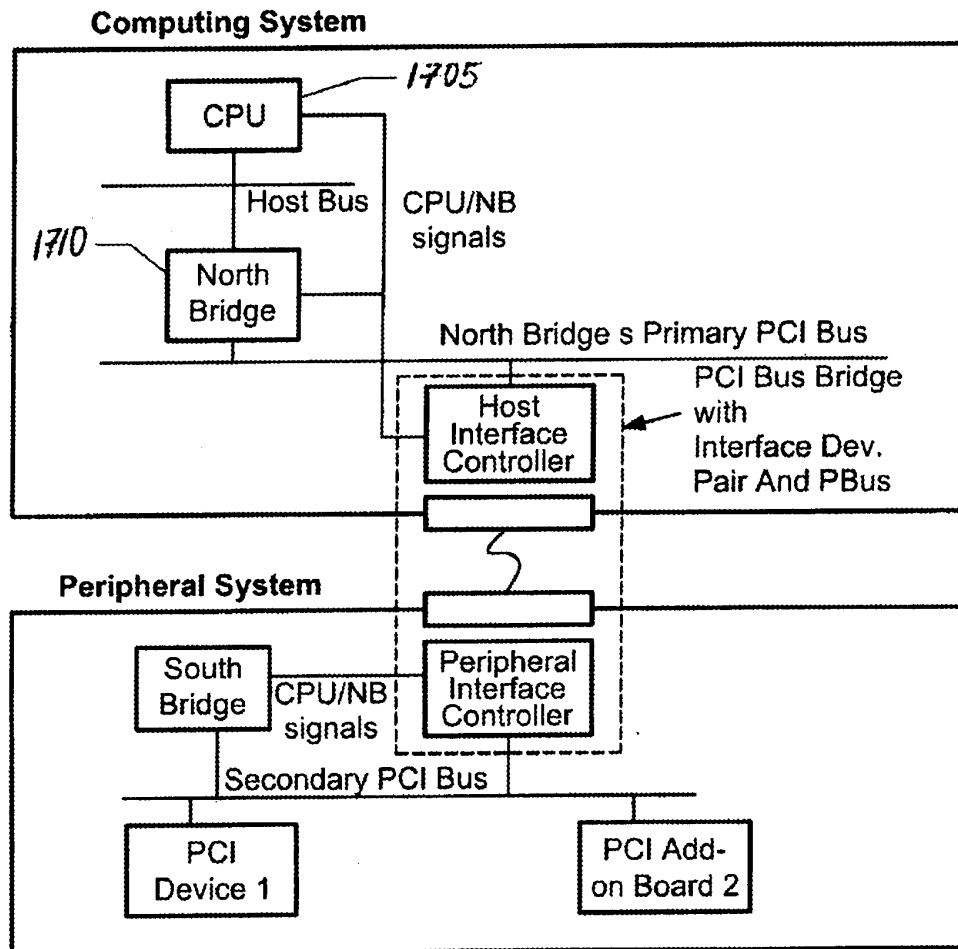 Computing System
1705
CPU
Host Bus
CPU/NB
signals
1710
North
Bridge
North Bridge s Primary PCI Bus
PCI Bus Bridge
with
Interface Dev.
Pair And PBus
Host
Interface
Controller
Peripheral System
South
Bridge
CPU/NB
signals
Peripheral
Interface
Controller
Secondary PCI Bus
PCI
Device 1
PCI Add-
on Board 2